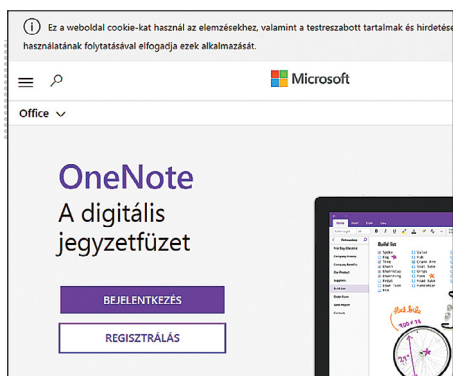 Ez a weboldal cookie-kat használ az elemzésekhez, valamint a testreszabott tartalmak és hirdetése
használatának folytatásával elfogadja ezek alkalmazását.
Microsoft
Office
OneNote
A digitális
jegyzetfüzet
BEJELENTKEZÉS
REGISZTRÁLÁS
Build list